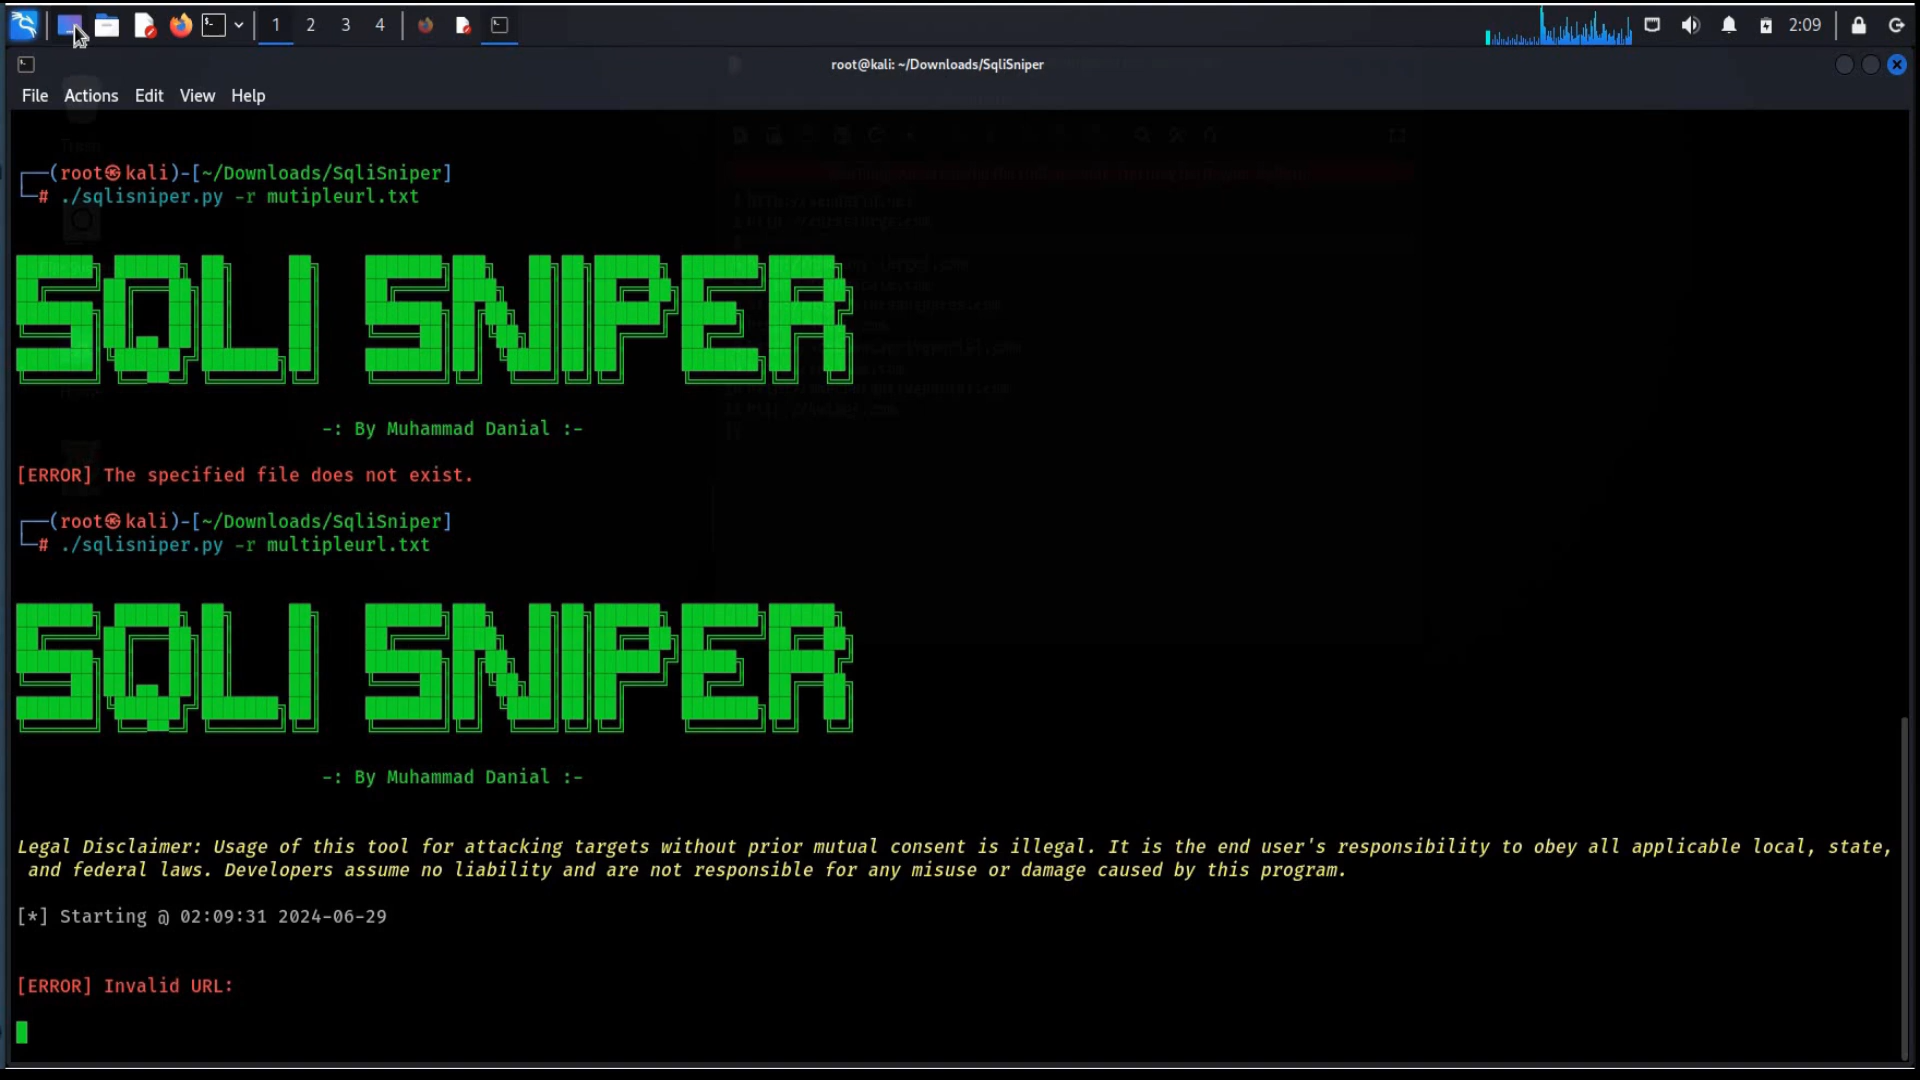 1 2 3 4 2:09
root@kali: ~/Downloads/SqliSniper
File Actions Edit View Help
(root㉿kali)-[~/Downloads/SqliSniper]
# ./sqlisniper.py -r mutipleurl.txt
SQLI SNIPER
-: By Muhammad Danial :-
[ERROR] The specified file does not exist.
(root㉿kali)-[~/Downloads/SqliSniper]
# ./sqlisniper.py -r multipleurl.txt
SQLI SNIPER
-: By Muhammad Danial :-
Legal Disclaimer: Usage of this tool for attacking targets without prior mutual consent is illegal. It is the end user's responsibility to obey all applicable local, state,
and federal laws. Developers assume no liability and are not responsible for any misuse or damage caused by this program.
[*] Starting @ 02:09:31 2024-06-29
[ERROR] Invalid URL: